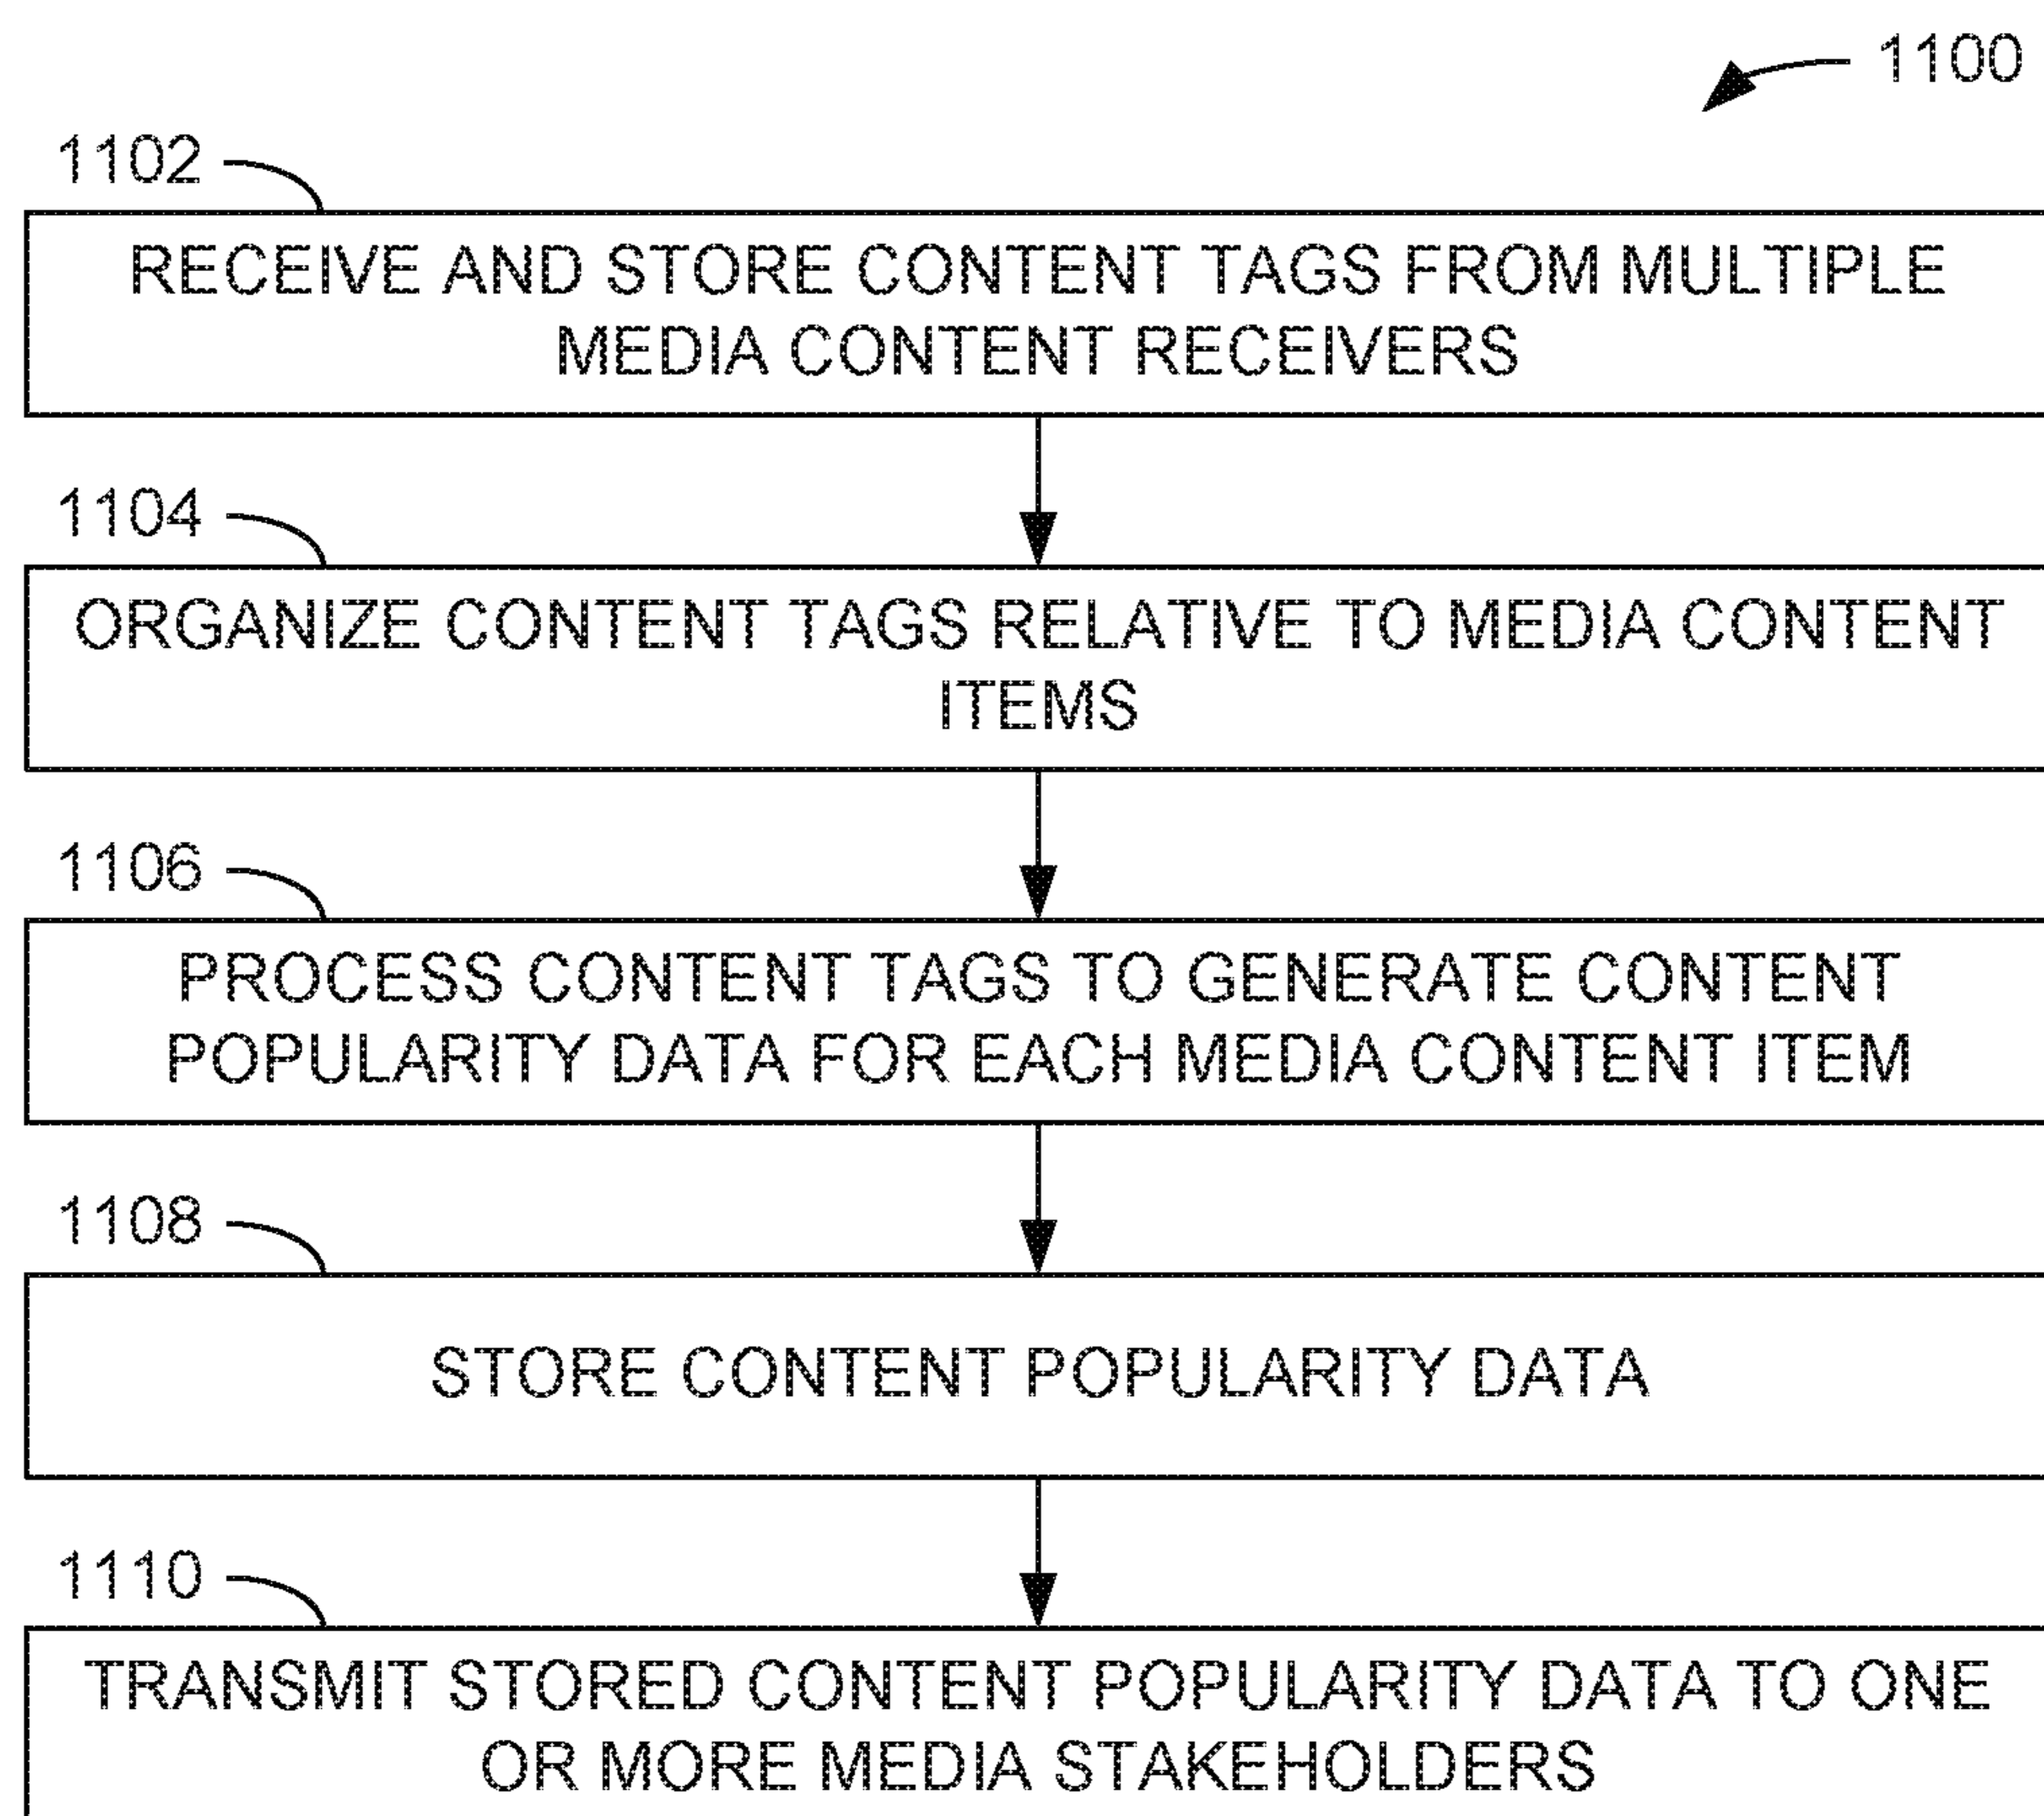 1100
1102
RECEIVE AND STORE CONTENT TAGS FROM MULTIPLE
MEDIA CONTENT RECEIVERS
1104
ORGANIZE CONTENT TAGS RELATIVE TO MEDIA CONTENT
ITEMS
1106
PROCESS CONTENT TAGS TO GENERATE CONTENT
POPULARITY DATA FOR EACH MEDIA CONTENT ITEM
1108
STORE CONTENT POPULARITY DATA
1110
TRANSMIT STORED CONTENT POPULARITY DATA TO ONE
OR MORE MEDIA STAKEHOLDERS